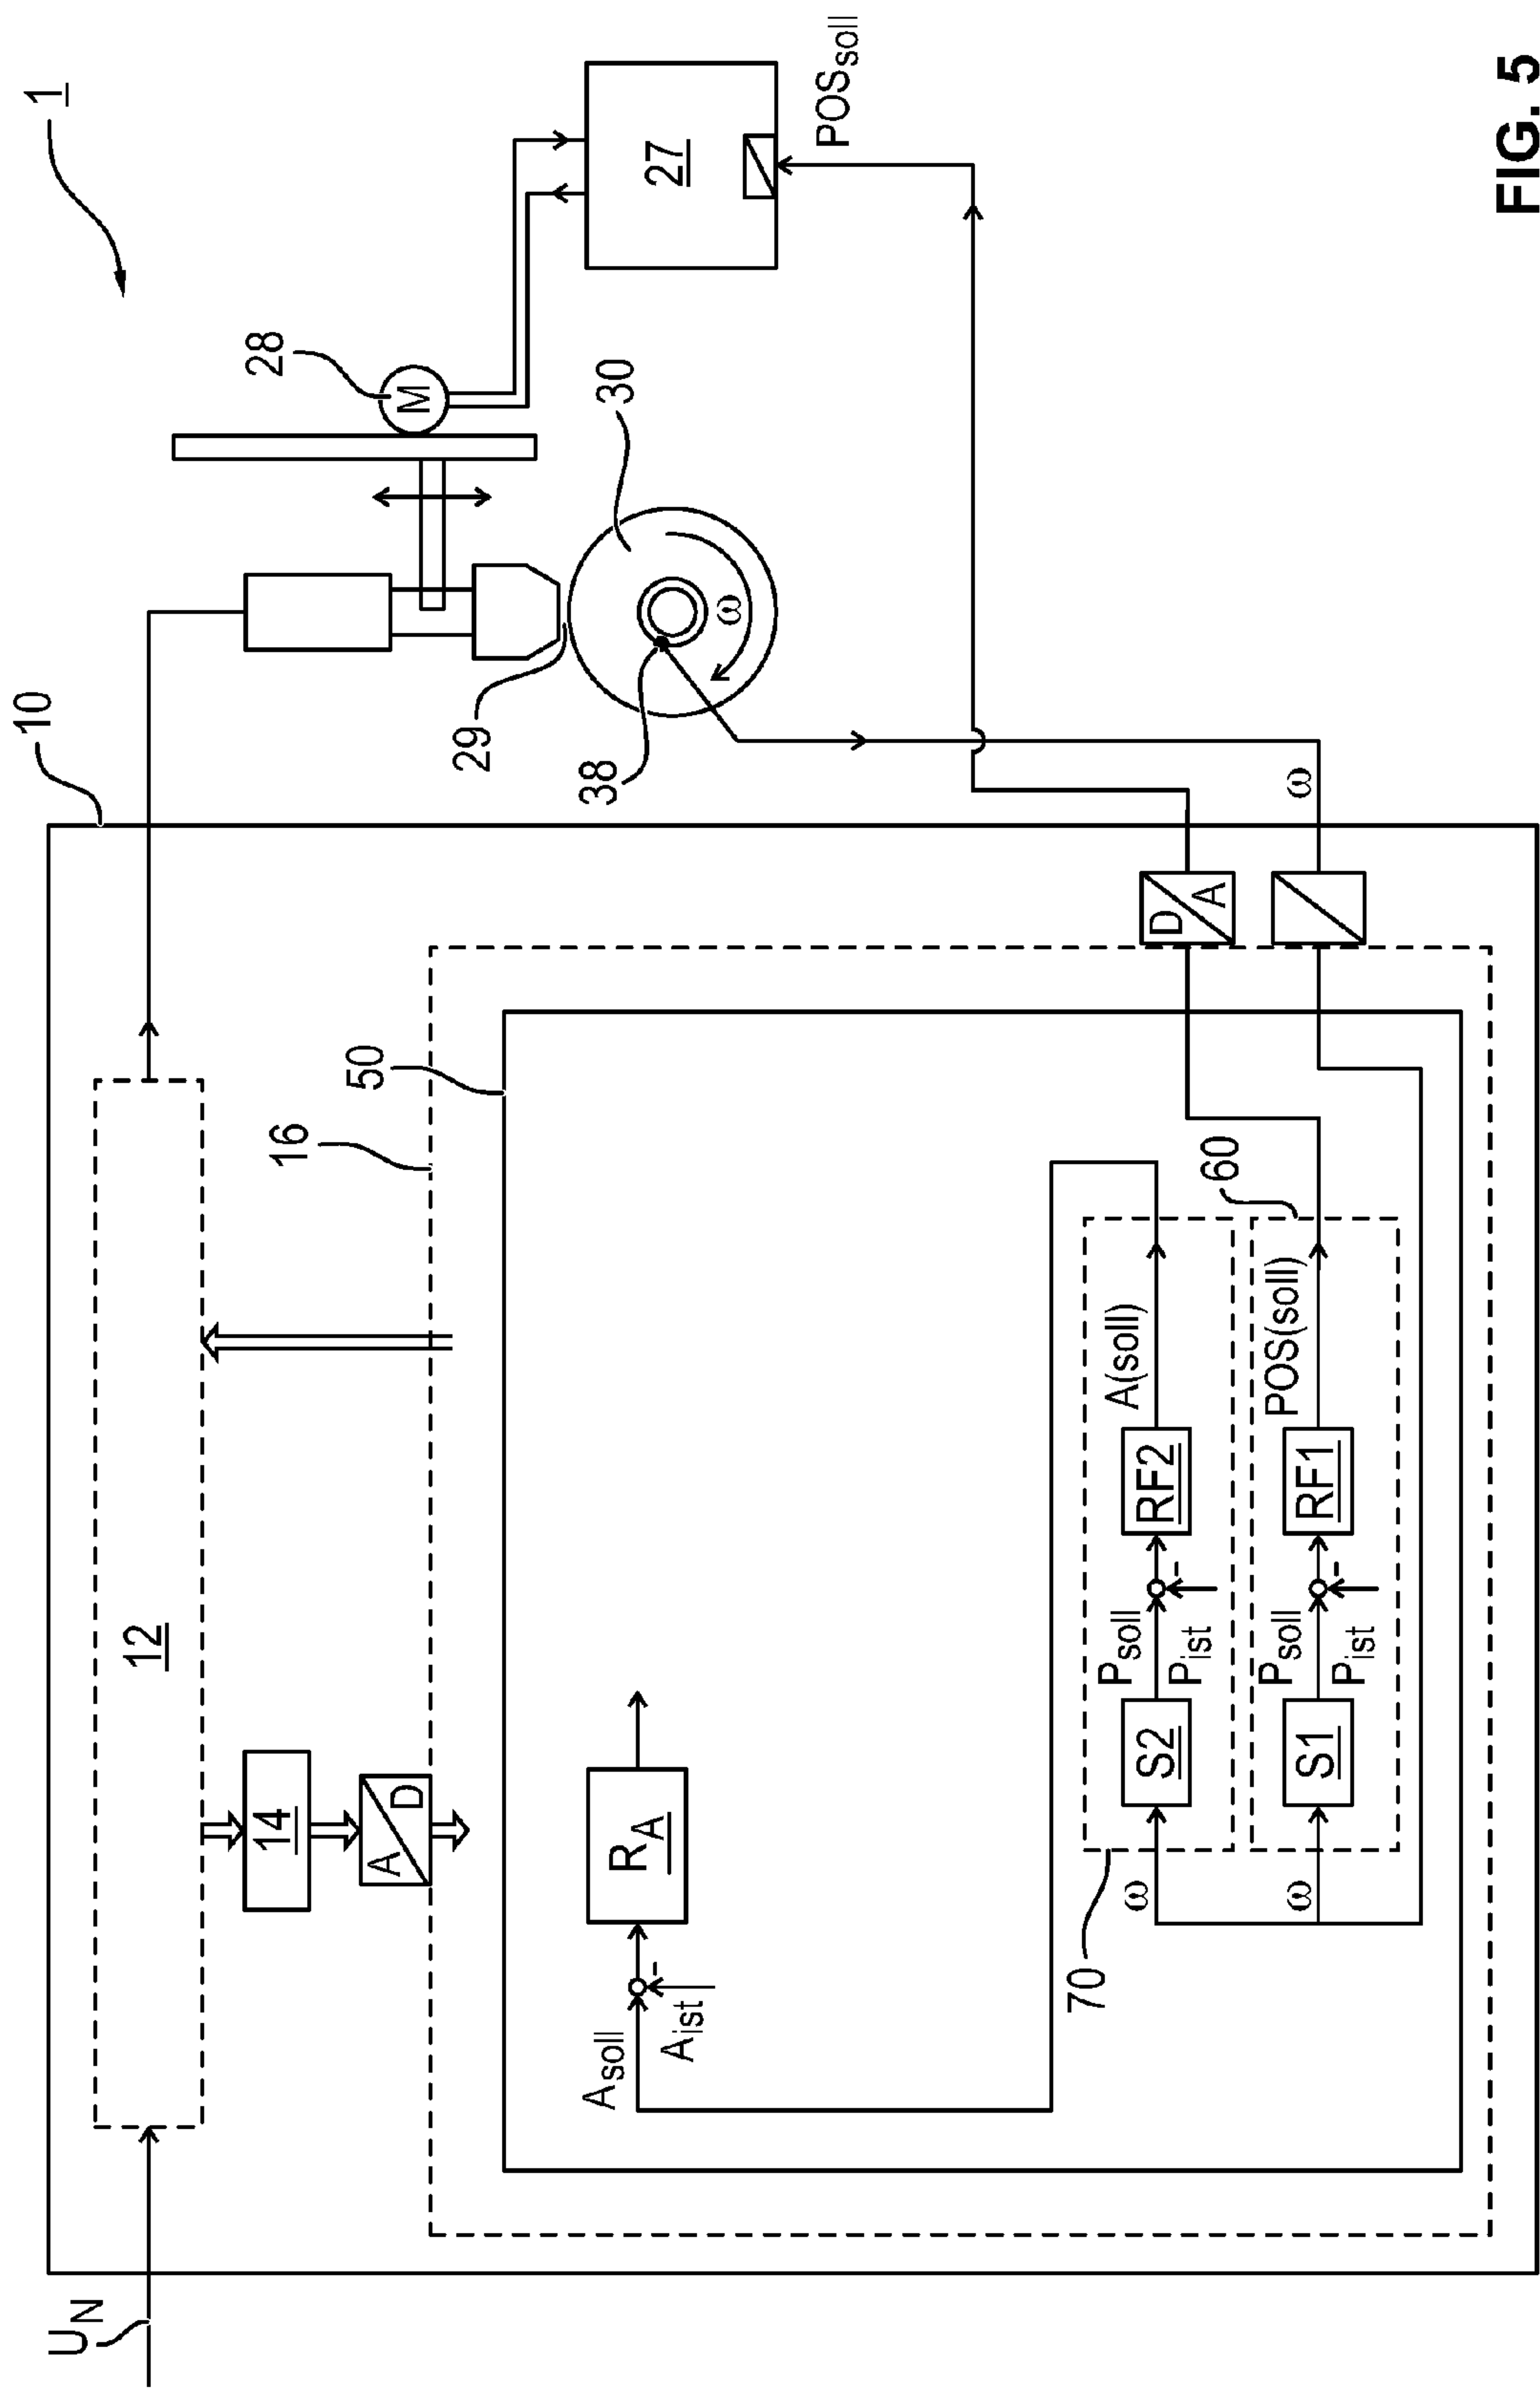 1
10
28
M
27
POSsoll
30
29
38
ω
ω
UN
12
14
A
D
16
50
RA
Asoll
Aist
-
70
ω
S2
Psoll
Pist
-
RF2
A(soll)
60
ω
S1
Psoll
Pist
-
RF1
POS(soll)
D
A
FIG. 5